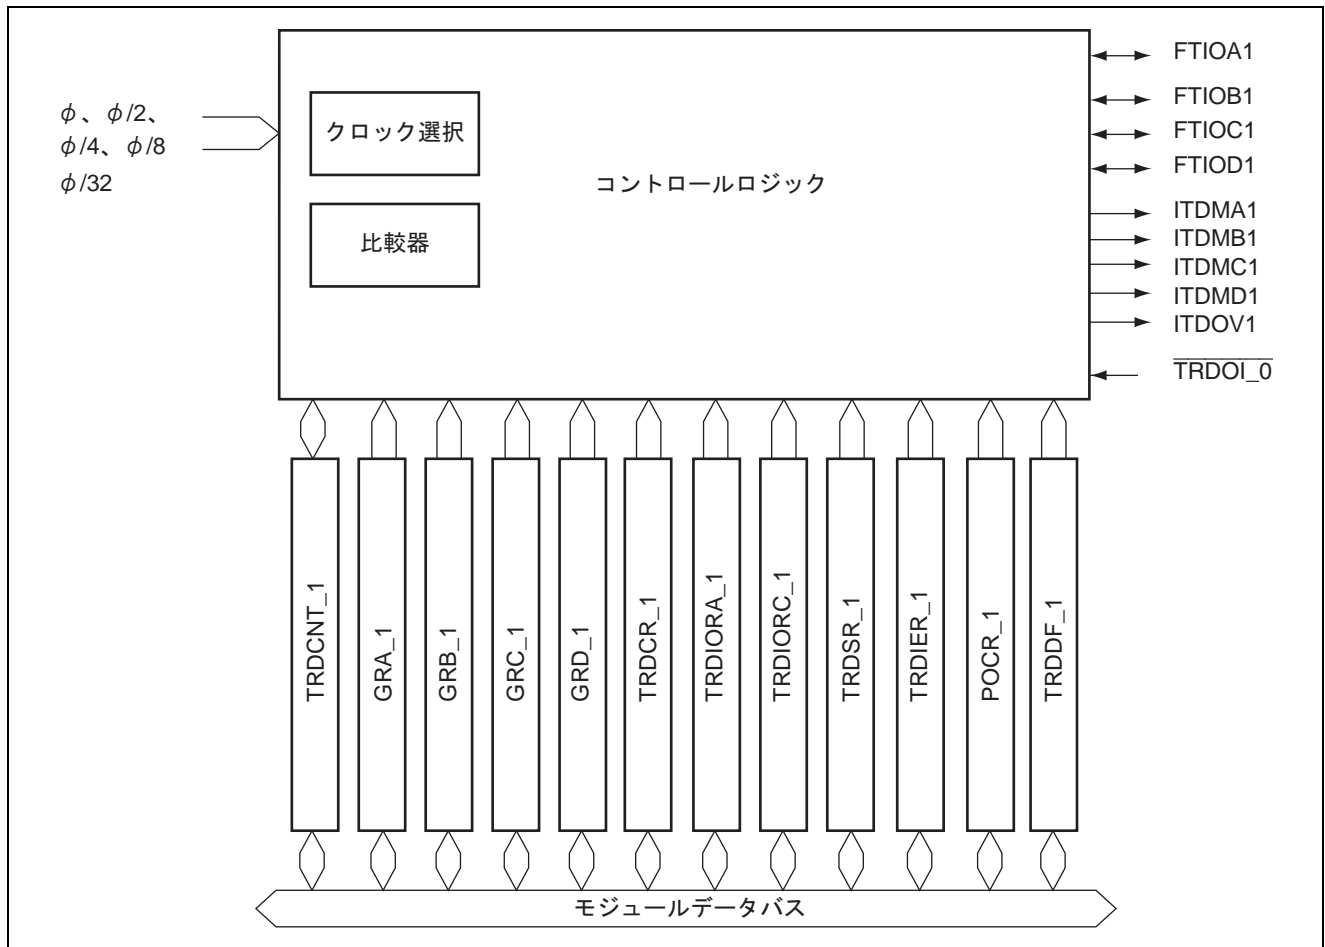 φ、φ/2、
φ/4、φ/8
φ/32
クロック選択
比較器
コントロールロジック
FTIOA1
FTIOB1
FTIOC1
FTIOD1
ITDMA1
ITDMB1
ITDMC1
ITDMD1
ITDOV1
TRDOI_0
TRDCNT_1
GRA_1
GRB_1
GRC_1
GRD_1
TRDCR_1
TRDIORA_1
TRDIORC_1
TRDSR_1
TRDIER_1
POCR_1
TRDDF_1
モジュールデータバス